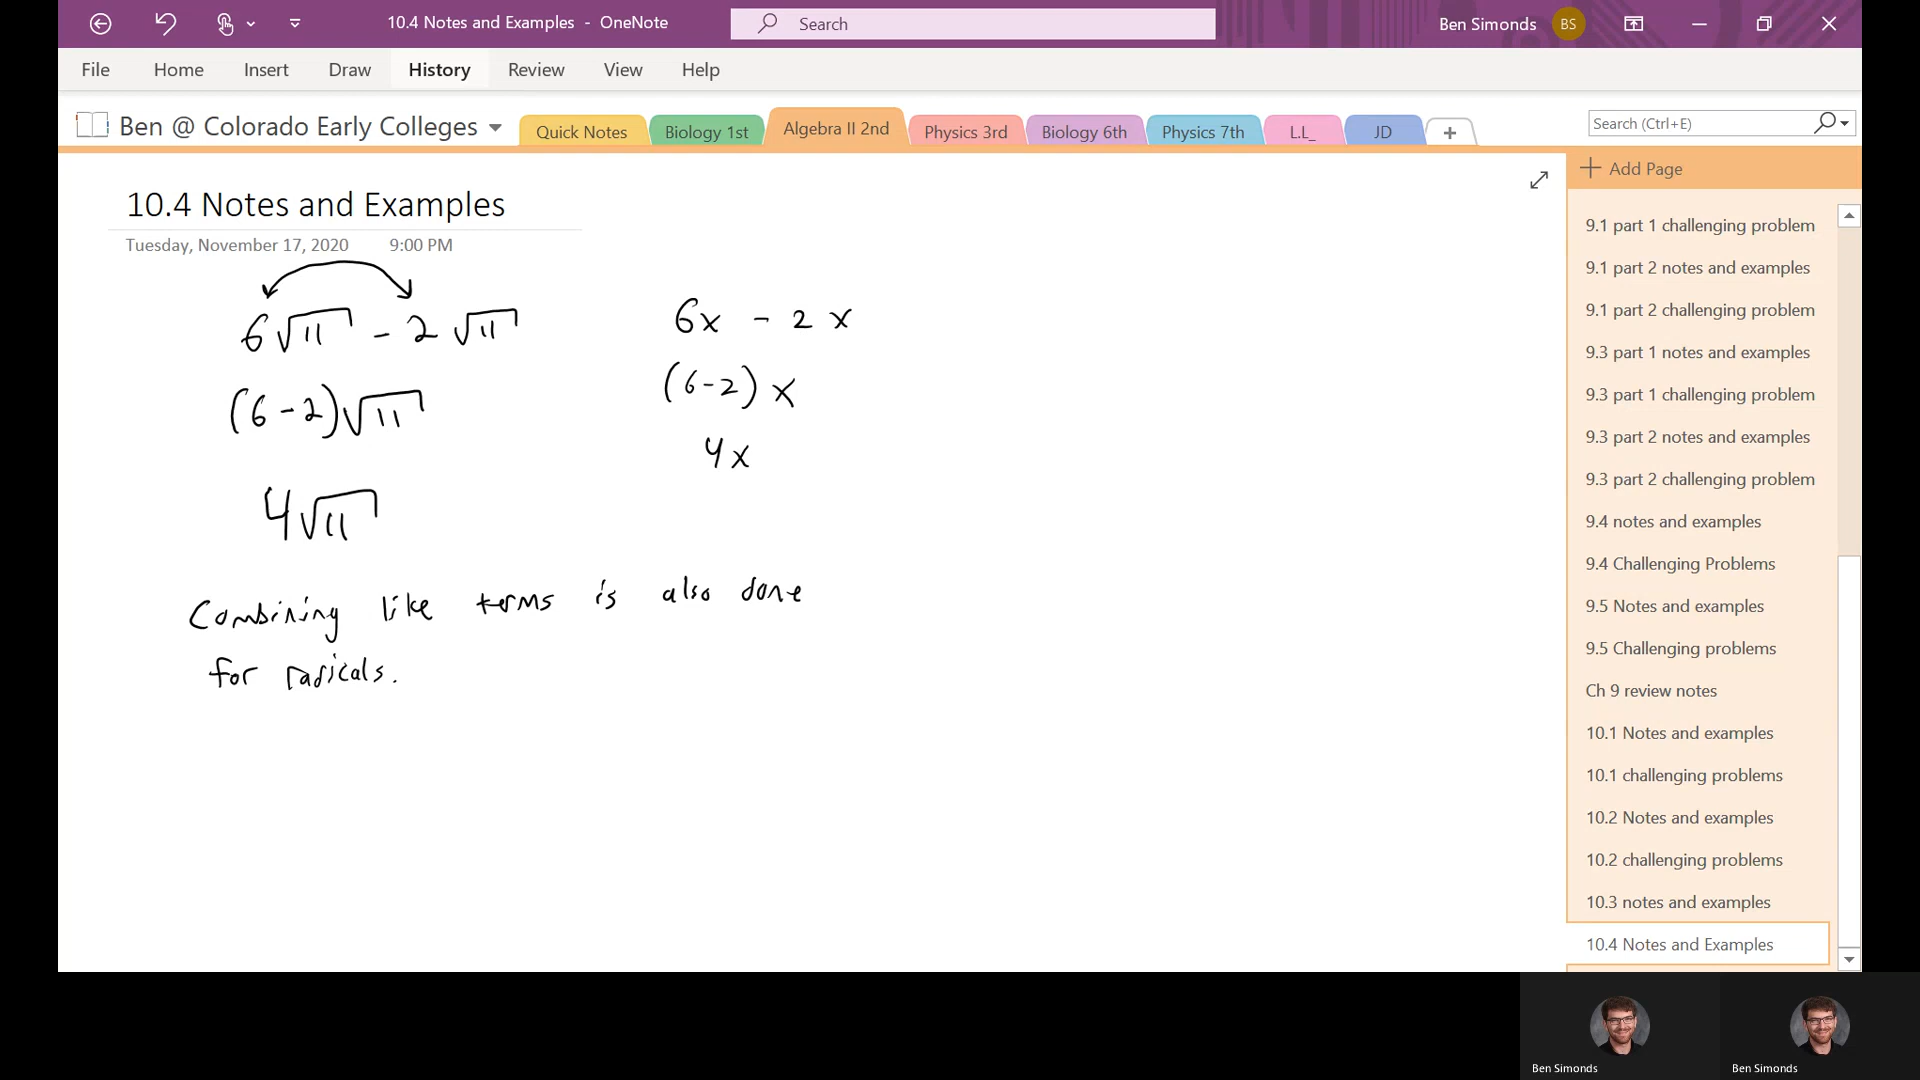 10.4 Notes and Examples - OneNote
Search
Ben Simonds
BS
File Home Insert Draw History Review View Help
Ben @ Colorado Early Colleges
Quick Notes Biology 1st Algebra II 2nd Physics 3rd Biology 6th Physics 7th L.L_ JD +
Search (Ctrl+E)
10.4 Notes and Examples
Tuesday, November 17, 2020 9:00 PM
6√11 - 2√11
(6-2)√11
4√11
6x - 2x
(6-2)x
4x
Combining like terms is also done
for radicals.
Add Page
9.1 part 1 challenging problem
9.1 part 2 notes and examples
9.1 part 2 challenging problem
9.3 part 1 notes and examples
9.3 part 1 challenging problem
9.3 part 2 notes and examples
9.3 part 2 challenging problem
9.4 notes and examples
9.4 Challenging Problems
9.5 Notes and examples
9.5 Challenging problems
Ch 9 review notes
10.1 Notes and examples
10.1 challenging problems
10.2 Notes and examples
10.2 challenging problems
10.3 notes and examples
10.4 Notes and Examples
Ben Simonds
Ben Simonds